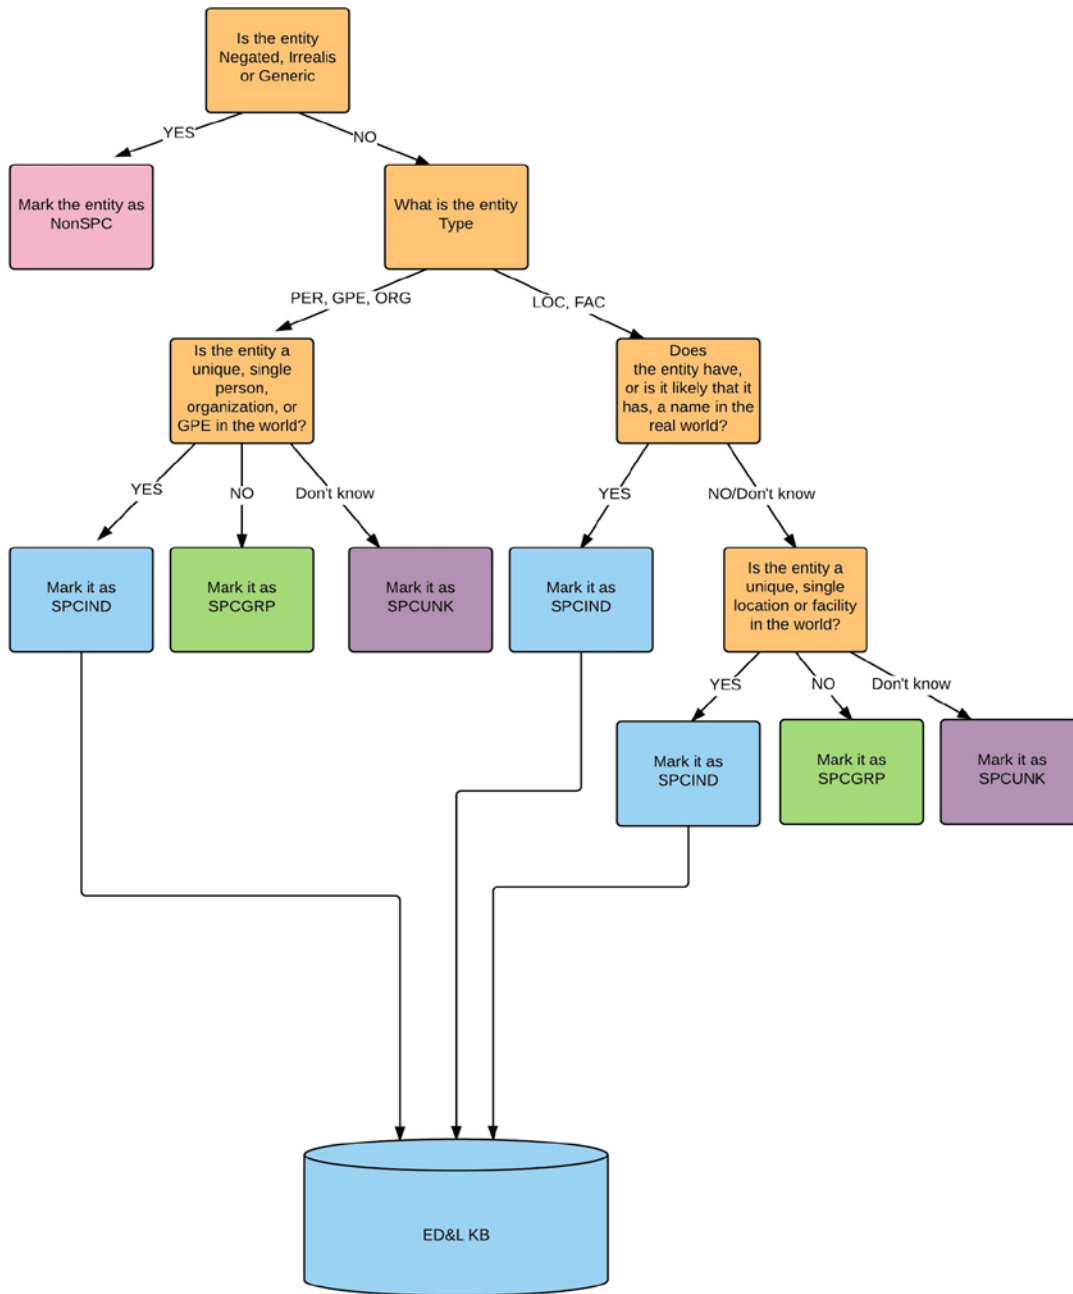 Is the entity
Negated, Irrealis
or Generic
YES
NO
Mark the entity as
NonSPC
What is the entity
Type
PER, GPE, ORG
LOC, FAC
Is the entity a
unique, single
person,
organization, or
GPE in the world?
Does
the entity have,
or is it likely that it
has, a name in the
real world?
YES
NO
Don't know
YES
NO/Don't know
Mark it as
SPCIND
Mark it as
SPCGRP
Mark it as
SPCUNK
Mark it as
SPCIND
Is the entity a
unique, single
location or facility
in the world?
YES
NO
Don't know
Mark it as
SPCIND
Mark it as
SPCGRP
Mark it as
SPCUNK
ED&L KB